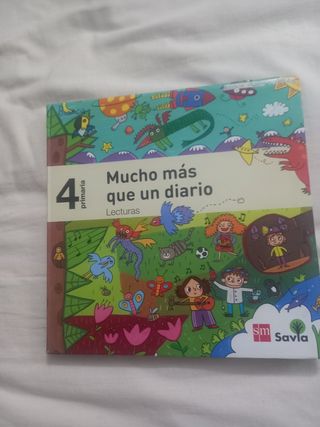 4
primaria
Mucho más
que un diario
Lecturas
sm
Savia